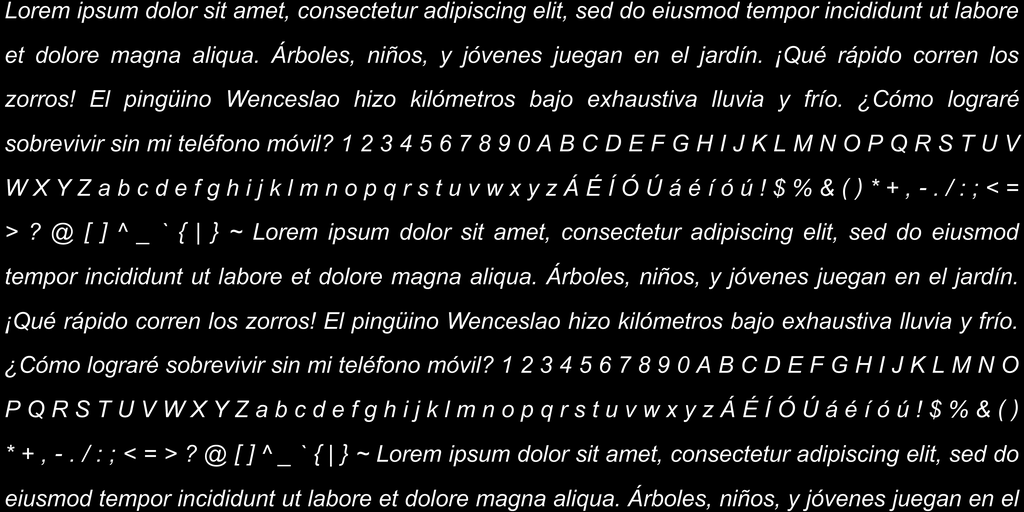 Lorem ipsum dolor sit amet, consectetur adipiscing elit, sed do eiusmod tempor incididunt ut labore
et dolore magna aliqua. Árboles, niños, y jóvenes juegan en el jardín. ¡Qué rápido corren los
zorros! El pingüino Wenceslao hizo kilómetros bajo exhaustiva lluvia y frío. ¿Cómo lograré
sobrevivir sin mi teléfono móvil? 1 2 3 4 5 6 7 8 9 0 A B C D E F G H I J K L M N O P Q R S T U V
W X Y Z a b c d e f g h i j k l m n o p q r s t u v w x y z Á É Í Ó Ú á é í ó ú ! $ % & ( ) * + , - . / : ; < =
> ? @ [ ] ^ _ ` { | } ~ Lorem ipsum dolor sit amet, consectetur adipiscing elit, sed do eiusmod
tempor incididunt ut labore et dolore magna aliqua. Árboles, niños, y jóvenes juegan en el jardín.
¡Qué rápido corren los zorros! El pingüino Wenceslao hizo kilómetros bajo exhaustiva lluvia y frío.
¿Cómo lograré sobrevivir sin mi teléfono móvil? 1 2 3 4 5 6 7 8 9 0 A B C D E F G H I J K L M N O
P Q R S T U V W X Y Z a b c d e f g h i j k l m n o p q r s t u v w x y z Á É Í Ó Ú á é í ó ú ! $ % & ( )
* + , - . / : ; < = > ? @ [ ] ^ _ ` { | } ~ Lorem ipsum dolor sit amet, consectetur adipiscing elit, sed do
eiusmod tempor incididunt ut labore et dolore magna aliqua. Árboles, niños, y jóvenes juegan en el